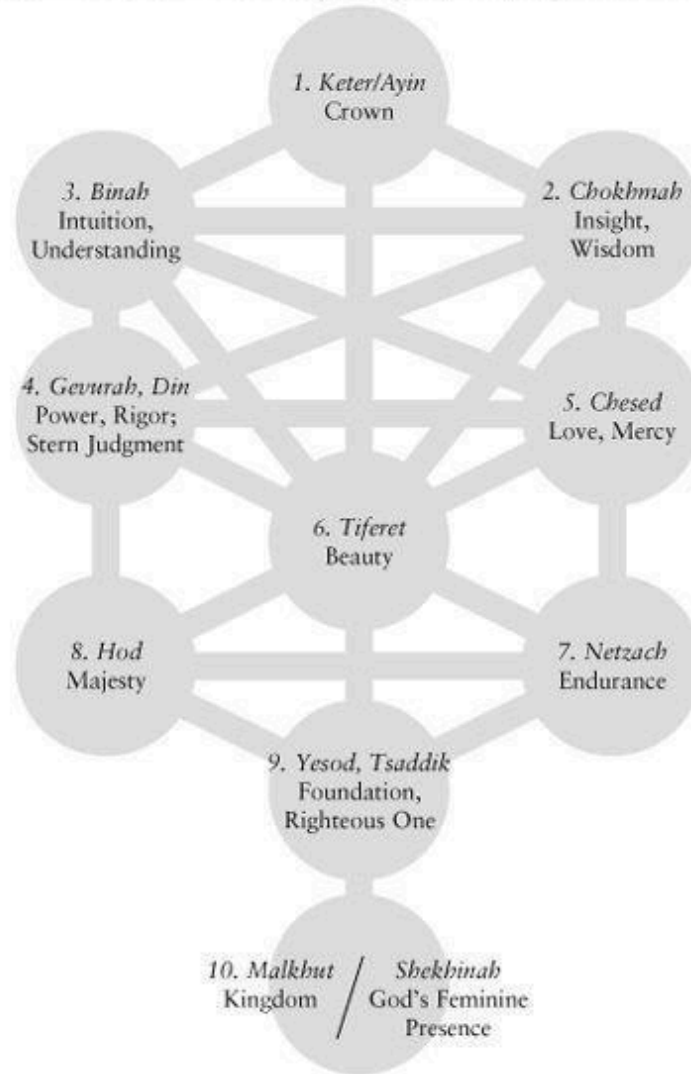 1. Keter/Ayin
Crown
3. Binah
Intuition,
Understanding
2. Chokhmah
Insight,
Wisdom
4. Gevurah, Din
Power, Rigor;
Stern Judgment
5. Chesed
Love, Mercy
6. Tiferet
Beauty
8. Hod
Majesty
7. Netzach
Endurance
9. Yesod, Tsaddik
Foundation,
Righteous One
10. Malkhut
Kingdom
/
Shekhinah
God's Feminine
Presence